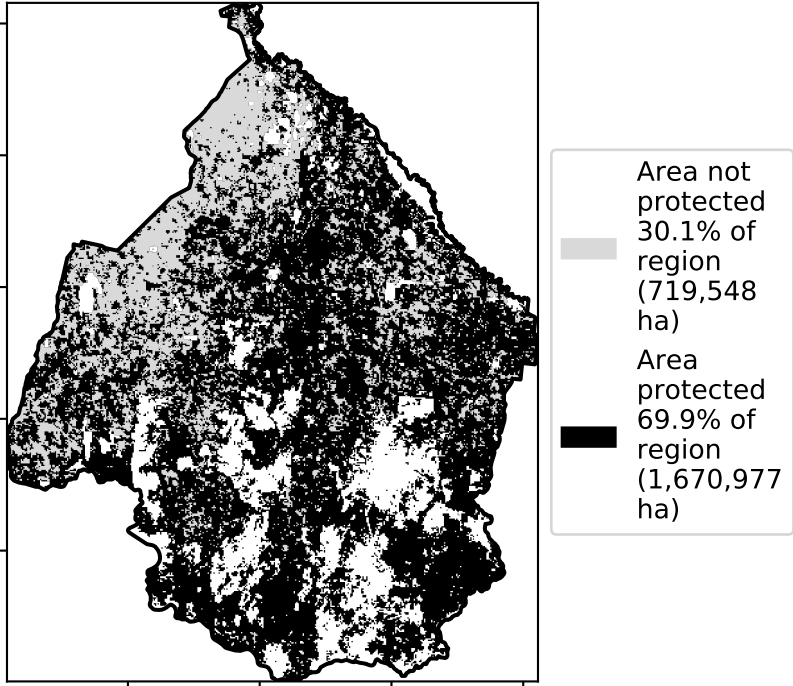 Area not
protected
30.1% of
region
(719,548
ha)
Area
protected
69.9% of
region
(1,670,977
ha)